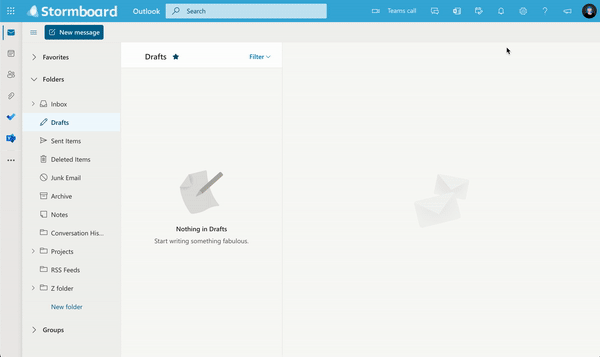 Stormboard
Outlook
Search
Teams call
New message
Favorites
Folders
Inbox
Drafts
Sent Items
Deleted Items
Junk Email
Archive
Notes
Conversation His...
Projects
RSS Feeds
Z folder
New folder
Groups
Drafts
Filter
Nothing in Drafts
Start writing something fabulous.